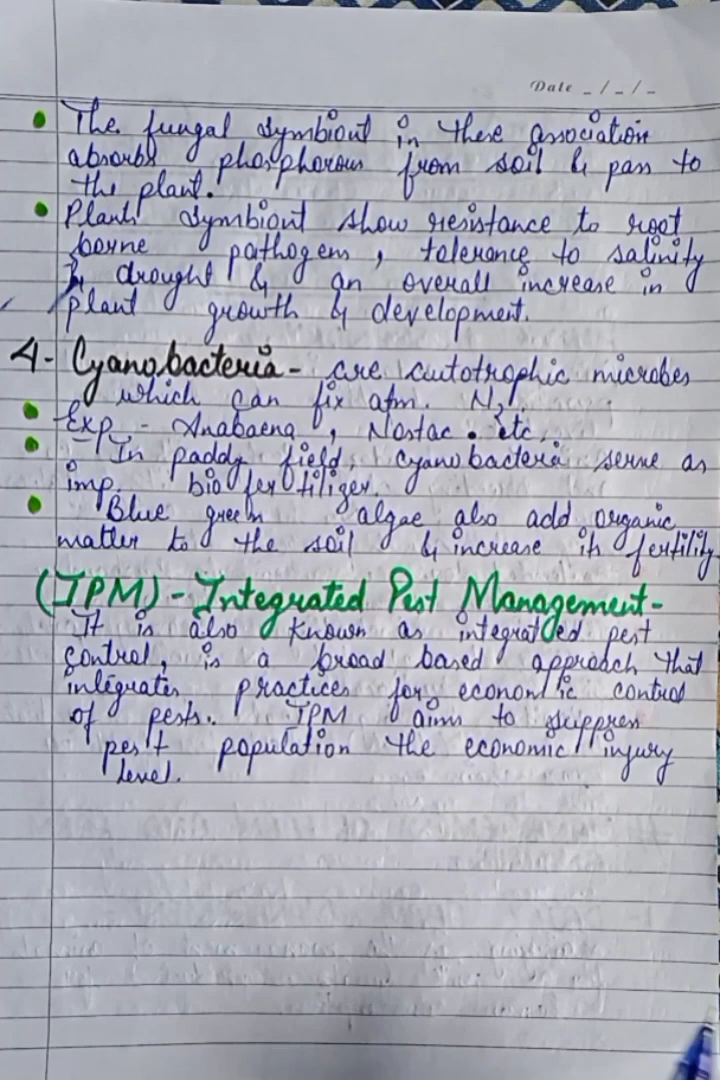 Date _ / _ / _
The fungal symbiont in these association
absorbs phosphorous from soil & pass to
the plant.
Plant symbiont show resistance to root
borne pathogem, tolerance to salinity
& drought & an overall increase in
plant growth & development.
4- Cyanobacteria - are autotrophic microbes
which can fix atm. N2.
Exp - Anabaena, Nostac. etc.
In paddy field, cyanobacteria serve as
imp. bio fertilizer.
Blue green algae also add organic
matter to the soil & increase its fertility
(IPM) - Integrated Pest Management-
It is also known as integrated pest
control, is a broad based approach that
integrates practices for economic control
of pests. IPM aims to suppress
pest population the economic injury
level.